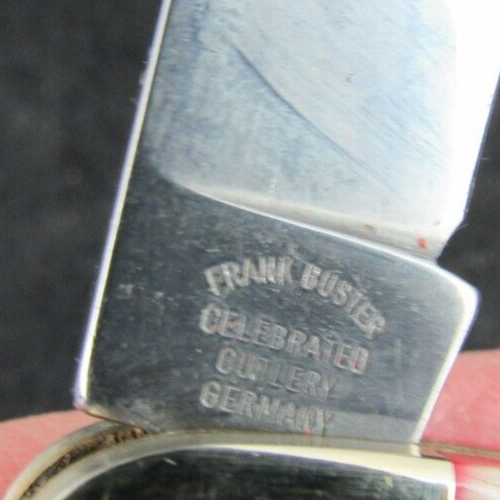 FRANK BUSTER
CELEBRATED
CUTLERY
GERMANY